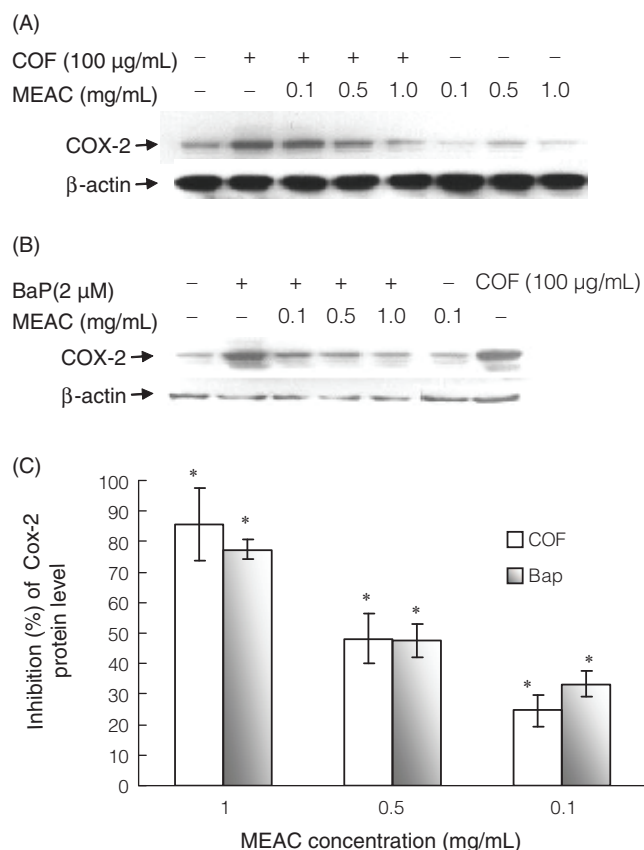 (A)
COF (100 µg/mL) – + + + + – – –
MEAC (mg/mL) – – 0.1 0.5 1.0 0.1 0.5 1.0
COX-2
β-actin
(B)
BaP(2 µM) – + + + + – COF (100 µg/mL)
MEAC (mg/mL) – – 0.1 0.5 1.0 0.1 –
COX-2
β-actin
(C)
Inhibition (%) of Cox-2
protein level
100
90
80
70
60
50
40
30
20
10
0
* * * * * *
COF
Bap
1 0.5 0.1
MEAC concentration (mg/mL)